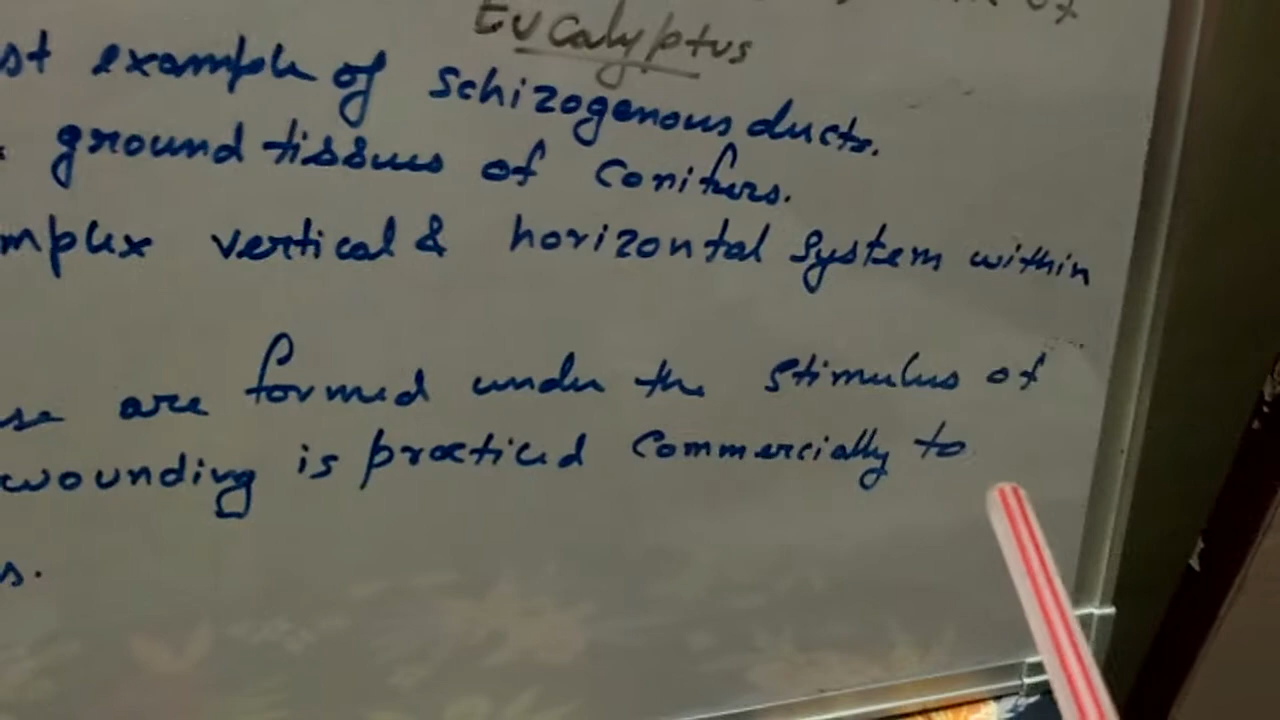 Eucalyptus
st example of Schizogenous ducts.
ground tissues of Conifers.
mplex vertical & horizontal System within
se are formed under the stimulus of
wounding is practiced Commercially to
s.